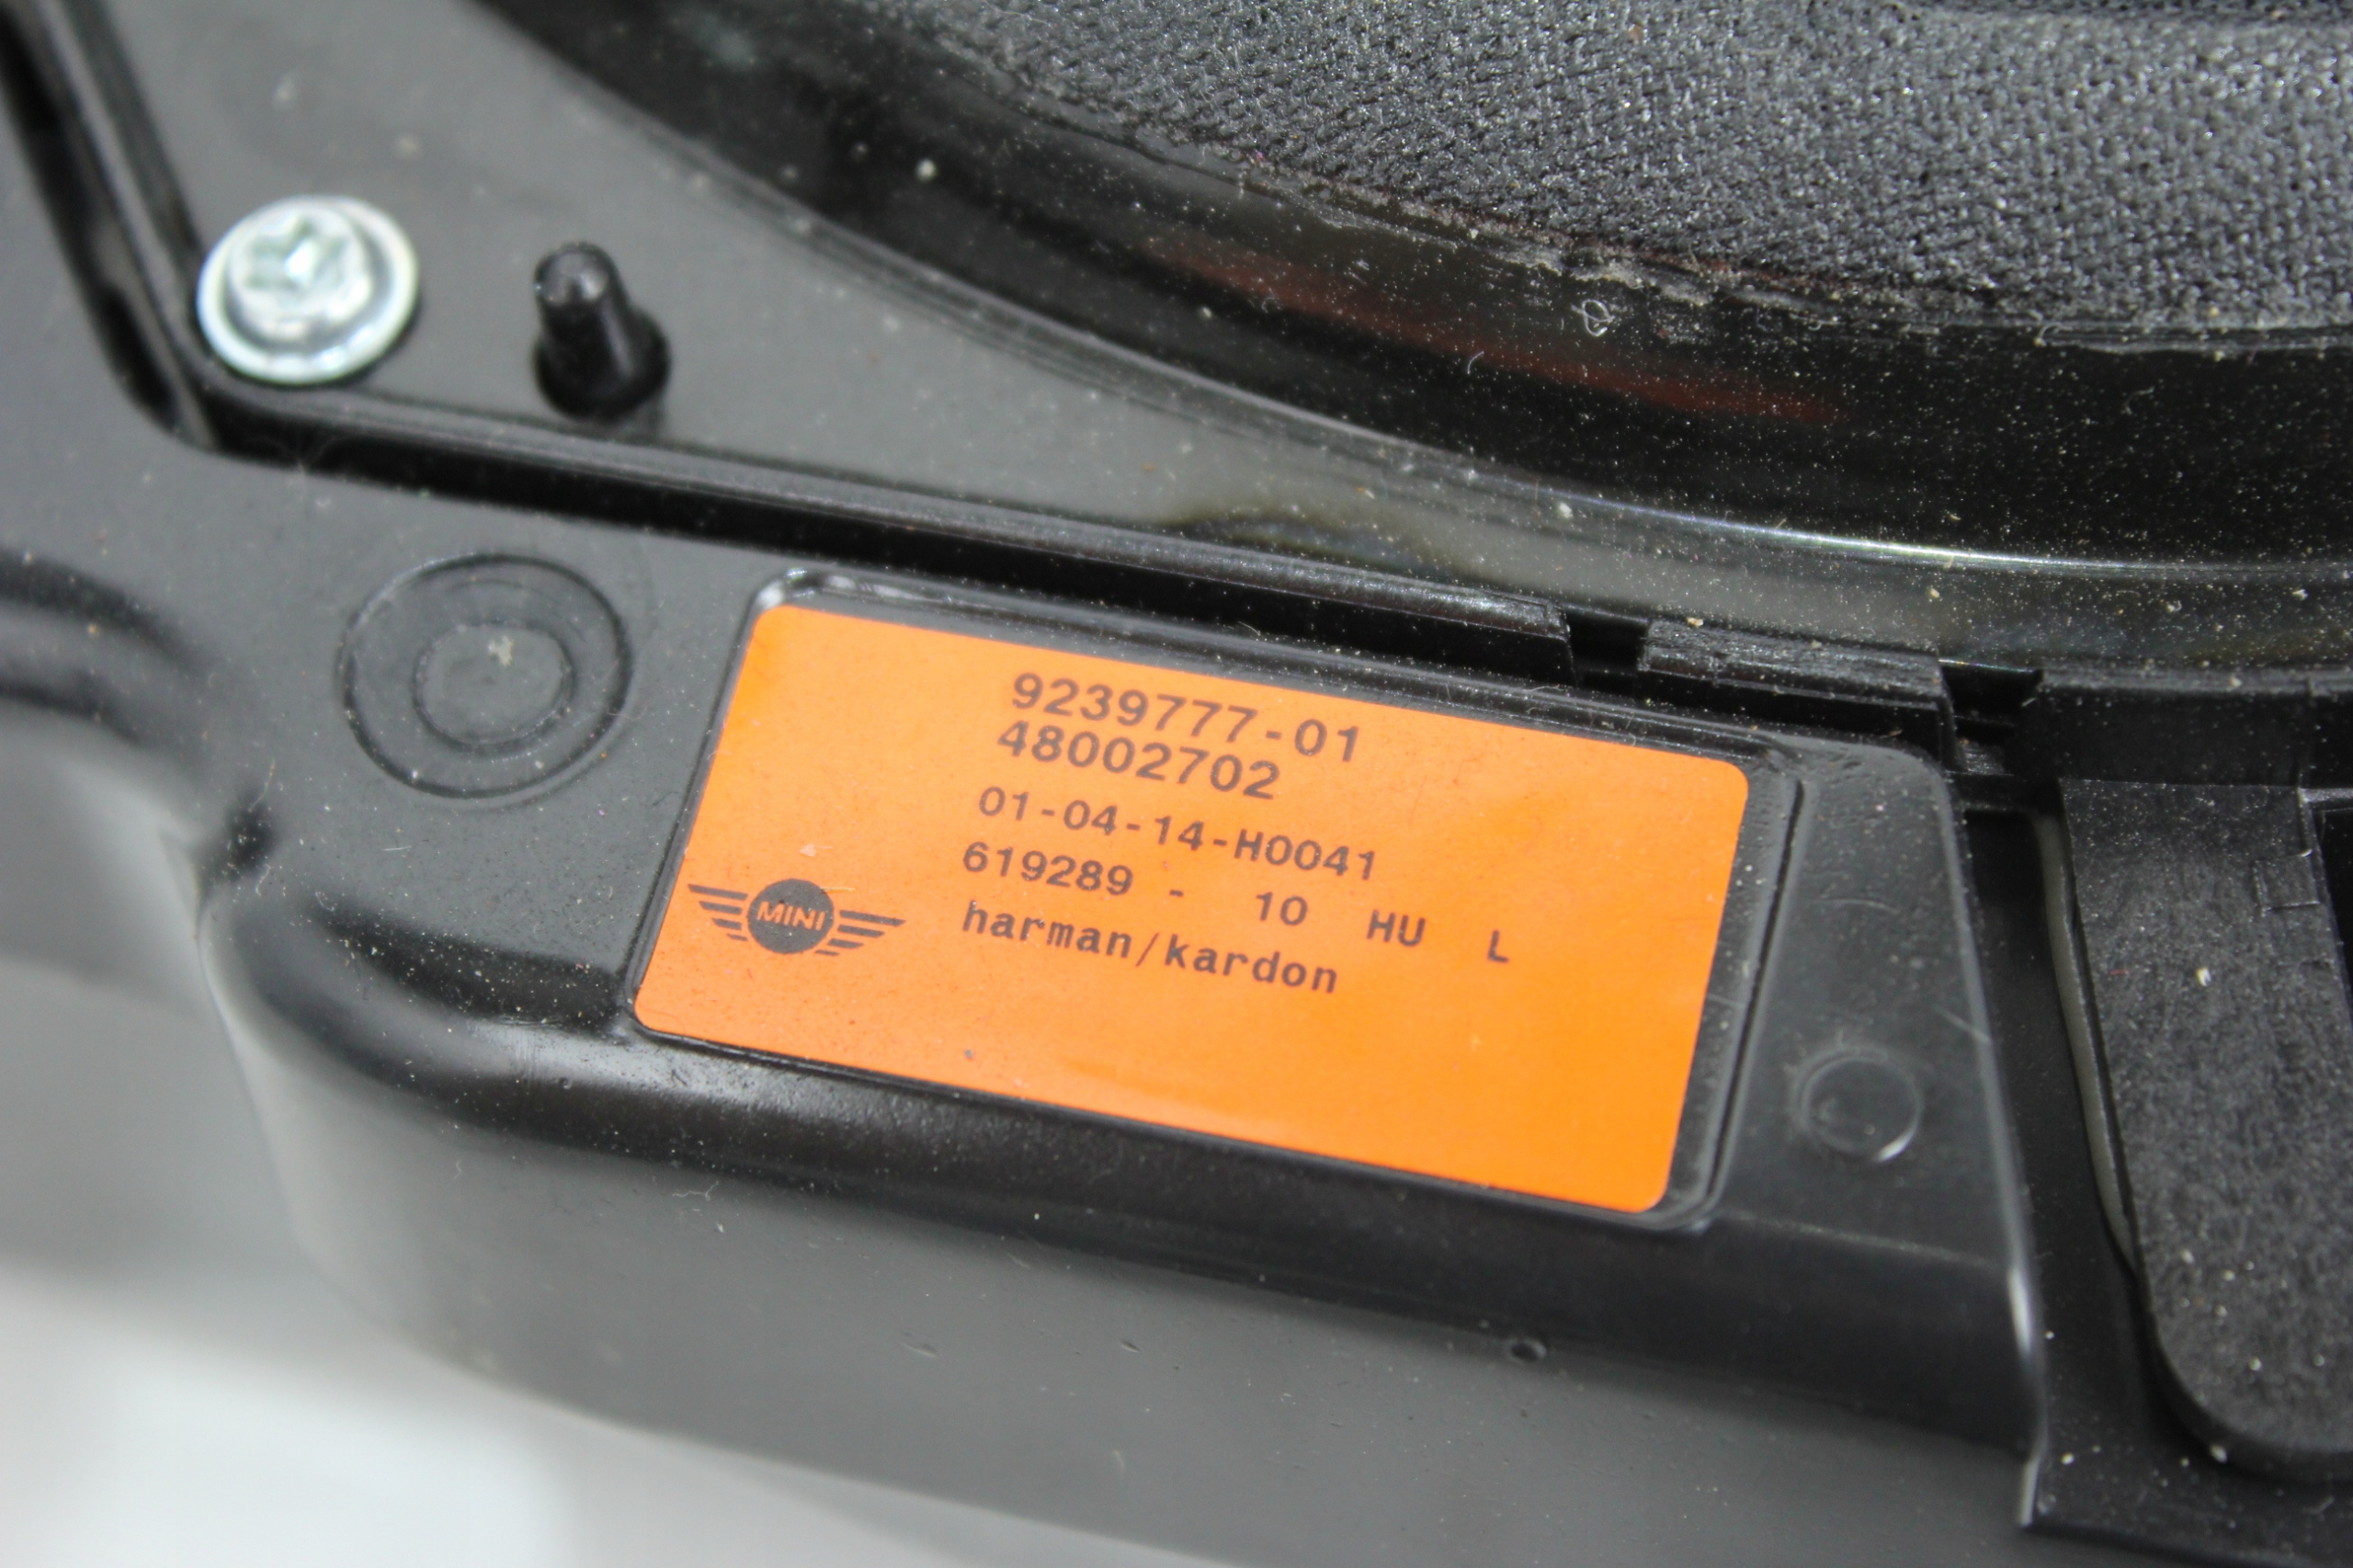 9239777-01
48002702
01-04-14-H0041
619289 - 10 HU L
harman/kardon
MINI